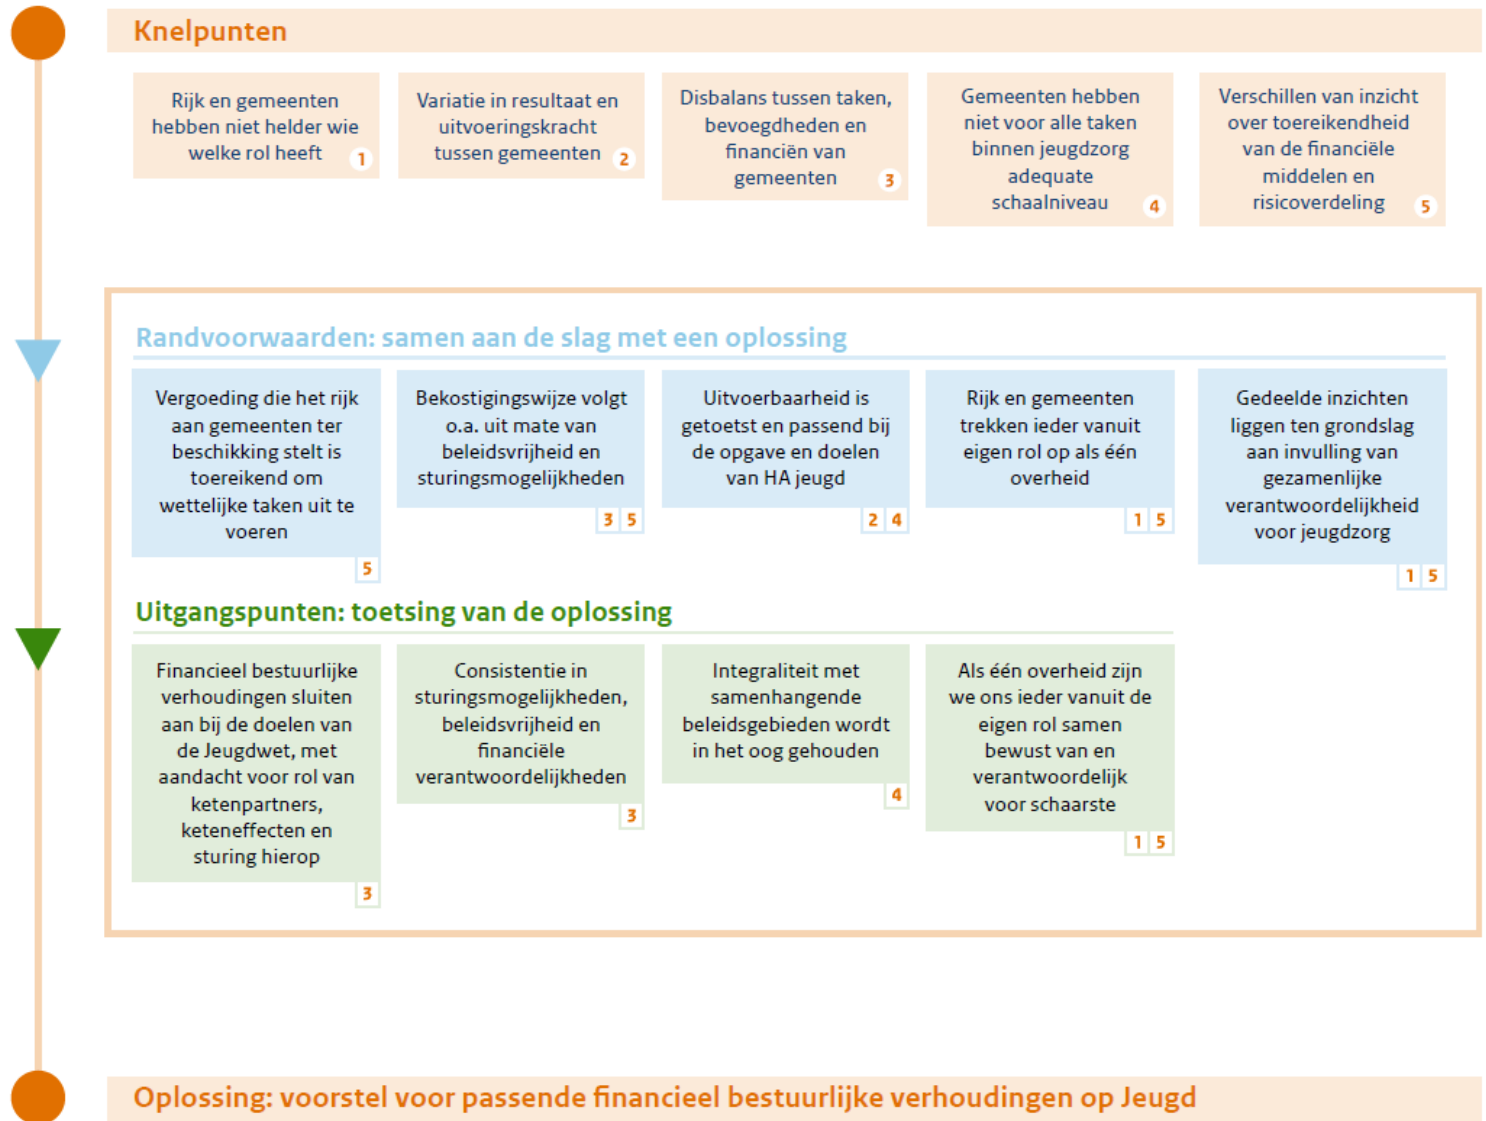 Knelpunten
Rijk en gemeenten
hebben niet helder wie
welke rol heeft 1
Variatie in resultaat en
uitvoeringskracht
tussen gemeenten 2
Disbalans tussen taken,
bevoegdheden en
financiën van
gemeenten 3
Gemeenten hebben
niet voor alle taken
binnen jeugdzorg
adequate
schaalniveau 4
Verschillen van inzicht
over toereikendheid
van de financiële
middelen en
risicoverdeling 5
Randvoorwaarden: samen aan de slag met een oplossing
Vergoeding die het rijk
aan gemeenten ter
beschikking stelt is
toereikend om
wettelijke taken uit te
voeren
5
Bekostigingswijze volgt
o.a. uit mate van
beleidsvrijheid en
sturingsmogelijkheden
3 5
Uitvoerbaarheid is
getoetst en passend bij
de opgave en doelen
van HA jeugd
2 4
Rijk en gemeenten
trekken ieder vanuit
eigen rol op als één
overheid
1 5
Gedeelde inzichten
liggen ten grondslag
aan invulling van
gezamenlijke
verantwoordelijkheid
voor jeugdzorg
1 5
Uitgangspunten: toetsing van de oplossing
Financieel bestuurlijke
verhoudingen sluiten
aan bij de doelen van
de Jeugdwet, met
aandacht voor rol van
ketenpartners,
keteneffecten en
sturing hierop
3
Consistentie in
sturingsmogelijkheden,
beleidsvrijheid en
financiële
verantwoordelijkheden
3
Integraliteit met
samenhangende
beleidsgebieden wordt
in het oog gehouden
4
Als één overheid zijn
we ons ieder vanuit de
eigen rol samen
bewust van en
verantwoordelijk
voor schaarste
1 5
Oplossing: voorstel voor passende financieel bestuurlijke verhoudingen op Jeugd